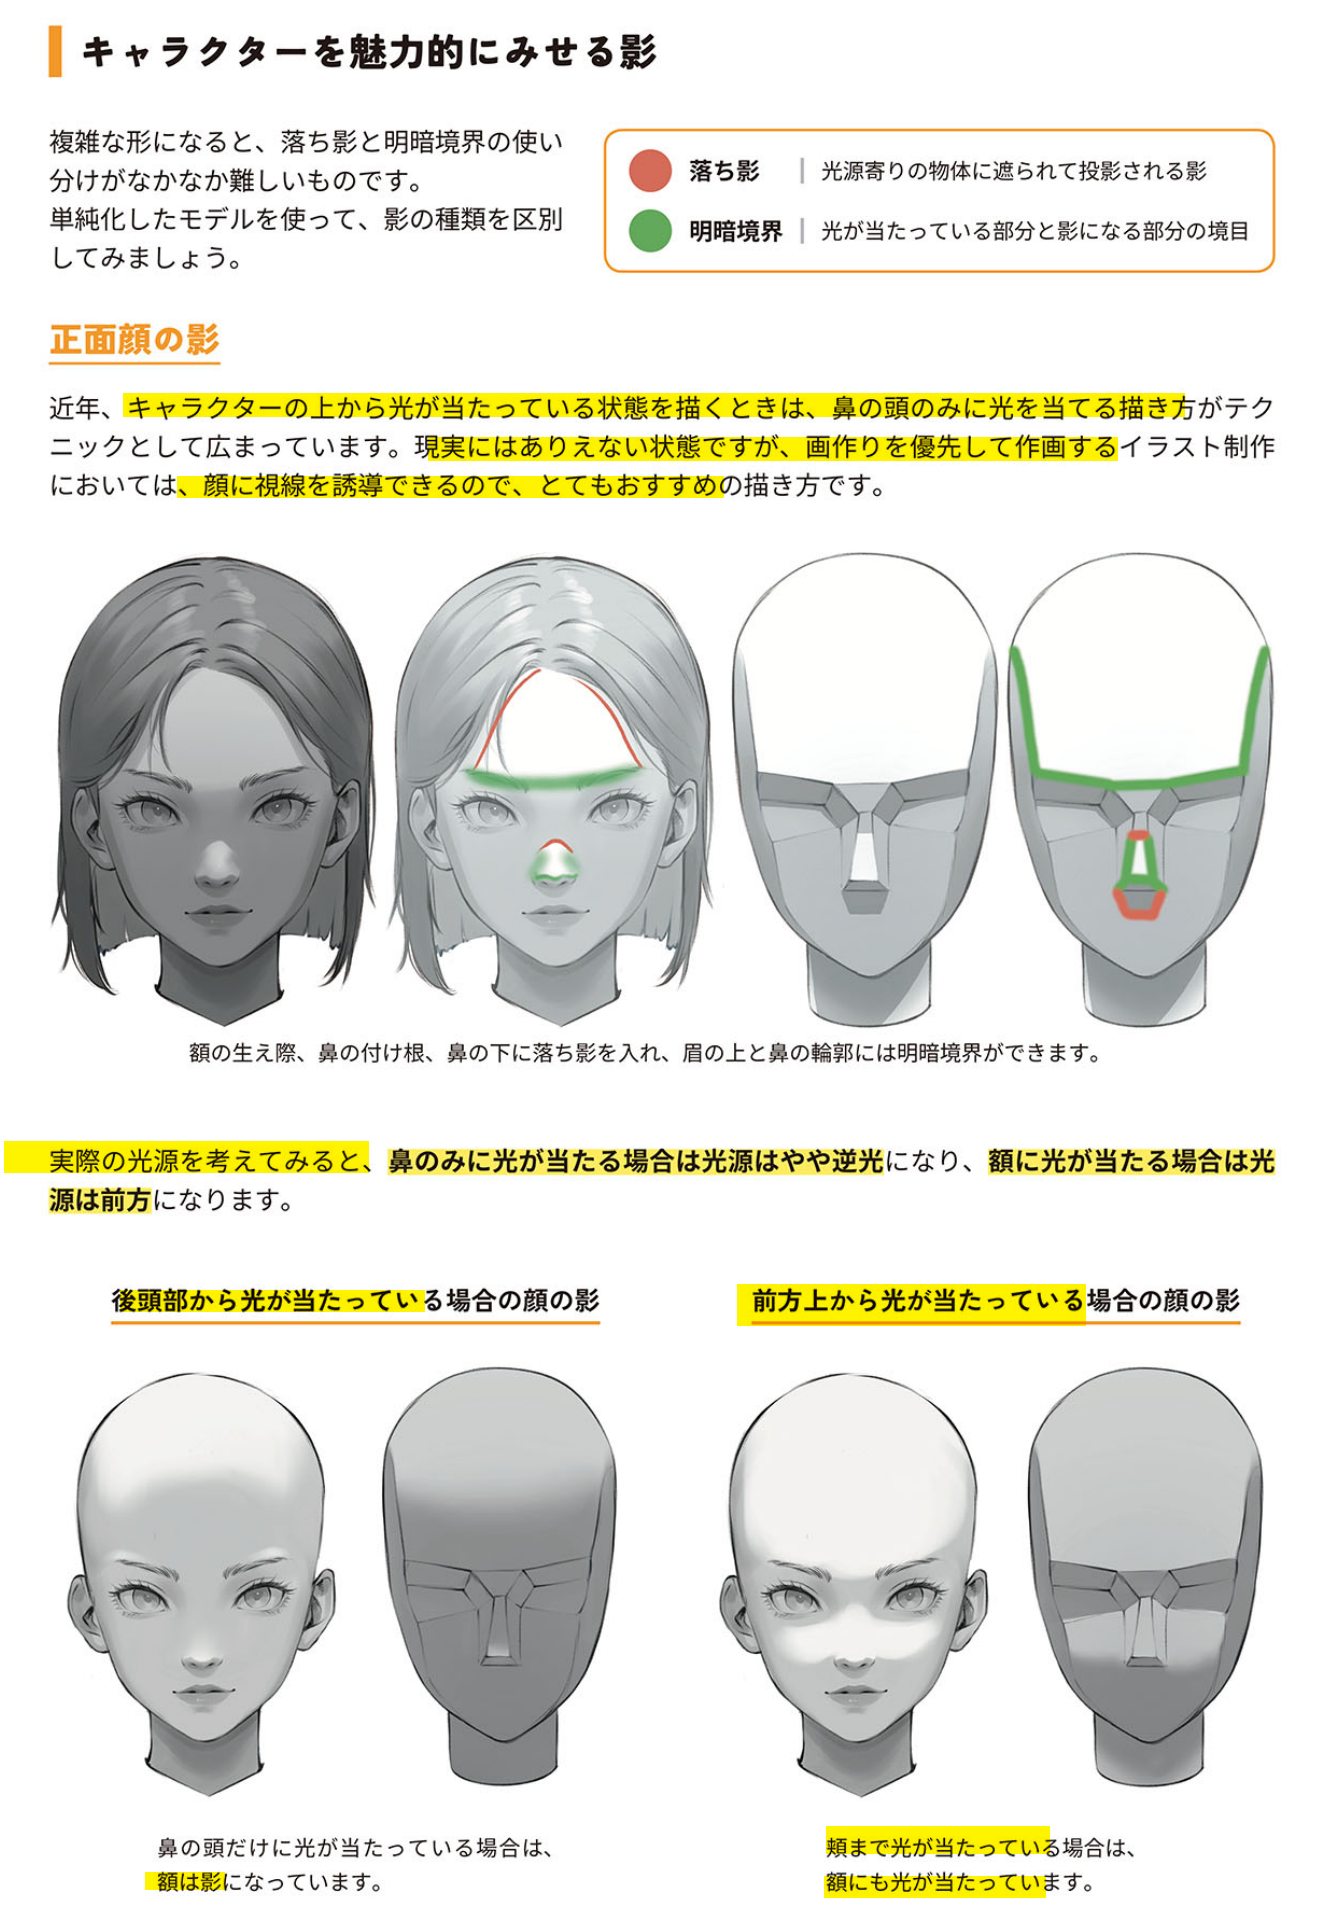 キャラクターを魅力的にみせる影
複雑な形になると、落ち影と明暗境界の使い
分けがなかなか難しいものです。
単純化したモデルを使って、影の種類を区別
してみましょう。
落ち影 | 光源寄りの物体に遮られて投影される影
明暗境界 | 光が当たっている部分と影になる部分の境目
正面顔の影
近年、キャラクターの上から光が当たっている状態を描くときは、鼻の頭のみに光を当てる描き方がテク
ニックとして広まっています。現実にはありえない状態ですが、画作りを優先して作画するイラスト制作
においては、顔に視線を誘導できるので、とてもおすすめの描き方です。
額の生え際、鼻の付け根、鼻の下に落ち影を入れ、眉の上と鼻の輪郭には明暗境界ができます。
実際の光源を考えてみると、鼻のみに光が当たる場合は光源はやや逆光になり、額に光が当たる場合は光
源は前方になります。
後頭部から光が当たっている場合の顔の影
前方上から光が当たっている場合の顔の影
鼻の頭だけに光が当たっている場合は、
額は影になっています。
頬まで光が当たっている場合は、
額にも光が当たっています。